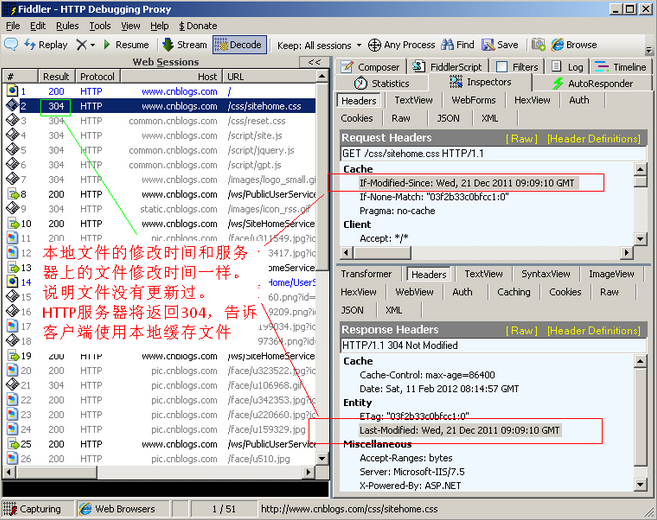 Fiddler - HTTP Debugging Proxy
File Edit Rules Tools View Help $ Donate
Replay Resume Stream Decode Keep: All sessions Any Process Find Save Browse
Web Sessions <<
# Result Protocol Host URL
1 200 HTTP www.cnblogs.com /
2 304 HTTP www.cnblogs.com /css/sitehome.css
3 304 HTTP common.cnblogs.com /css/reset.css
4 304 HTTP www.cnblogs.com /script/site.js
5 304 HTTP common.cnblogs.com /script/jquery.js
6 304 HTTP common.cnblogs.com /script/gpt.js
7 304 HTTP www.cnblogs.com /images/logo_small.gi
8 200 HTTP www.cnblogs.com /ws/PublicUserService
9 304 HTTP static.cnblogs.com /images/icon_rss.gif
10 200 HTTP www.cnblogs.com /ws/SiteHomeService
11 304 HTTP pic.cnblogs.com /face/u311549.jpg?id=
12
13
14
15
16
17
18
本地文件的修改时间和服务
器上的文件修改时间一样。
说明文件没有更新过。
HTTP服务器将返回304，告诉
客户端使用本地缓存文件
19 200 HTTP www.cnblogs.com /ws/SiteHomeService
20 304 HTTP pic.cnblogs.com /face/u323522.jpg?id=
21 304 HTTP pic.cnblogs.com /face/u106968.gif
22 304 HTTP pic.cnblogs.com /face/u342353.jpg?id=
23 304 HTTP pic.cnblogs.com /face/u220660.jpg?id=
24 304 HTTP pic.cnblogs.com /face/u159329.jpg
25 200 HTTP www.cnblogs.com /ws/PublicUserService
26 304 HTTP pic.cnblogs.com /face/u510.jpg
Composer FiddlerScript Filters Log Timeline
Statistics Inspectors AutoResponder
Headers TextView WebForms HexView Auth
Cookies Raw JSON XML
Request Headers [ Raw ] [Header Definitions]
GET /css/sitehome.css HTTP/1.1
Cache
If-Modified-Since: Wed, 21 Dec 2011 09:09:10 GMT
If-None-Match: "03f2b33c0bfcc1:0"
Pragma: no-cache
Client
Accept: */*
Transformer Headers TextView SyntaxView ImageView
HexView WebView Auth Caching Cookies Raw
JSON XML
Response Headers [ Raw ] [Header Definitions]
HTTP/1.1 304 Not Modified
Cache
Cache-Control: max-age=86400
Date: Sat, 11 Feb 2012 08:14:57 GMT
Entity
ETag: "03f2b33c0bfcc1:0"
Last-Modified: Wed, 21 Dec 2011 09:09:10 GMT
Miscellaneous
Accept-Ranges: bytes
Server: Microsoft-IIS/7.5
X-Powered-By: ASP.NET
Capturing Web Browsers 1 / 51 http://www.cnblogs.com/css/sitehome.css